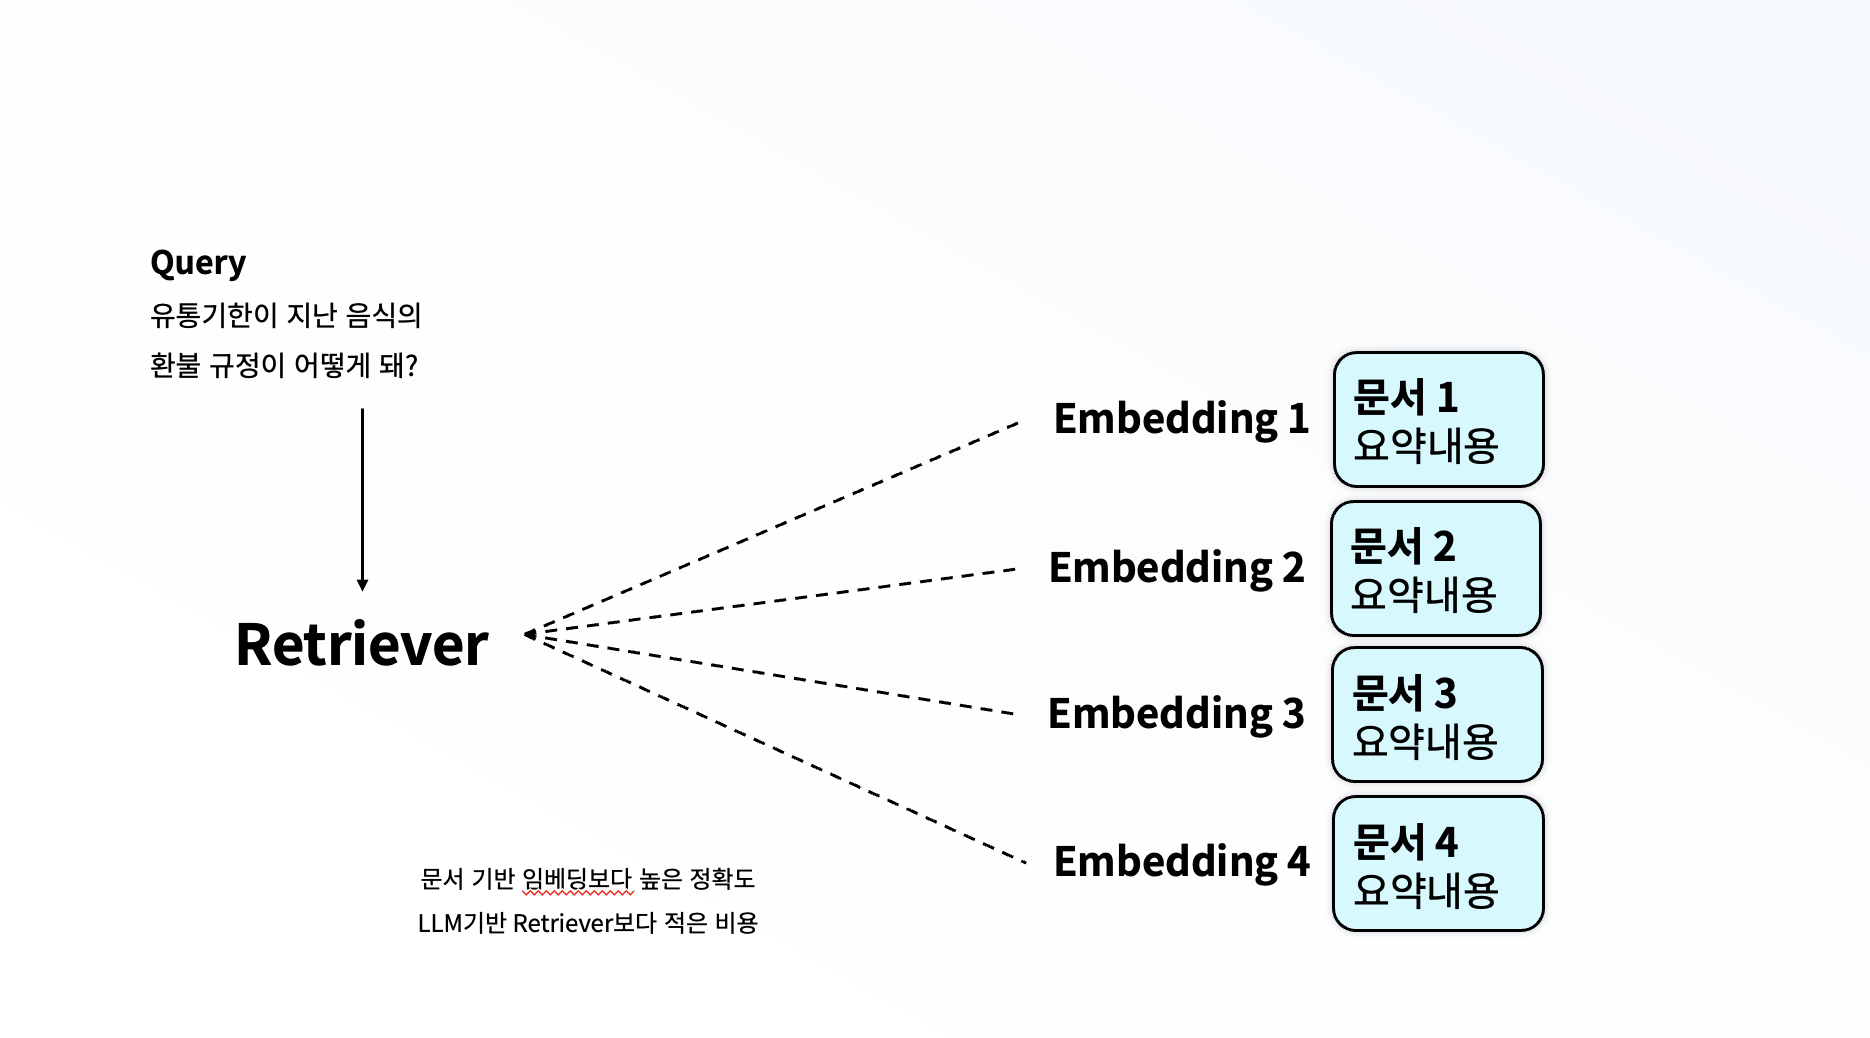 Query
유통기한이 지난 음식의
환불 규정이 어떻게 돼?
Retriever
Embedding 1
문서 1
요약내용
Embedding 2
문서 2
요약내용
Embedding 3
문서 3
요약내용
Embedding 4
문서 4
요약내용
문서 기반 임베딩보다 높은 정확도
LLM기반 Retriever보다 적은 비용